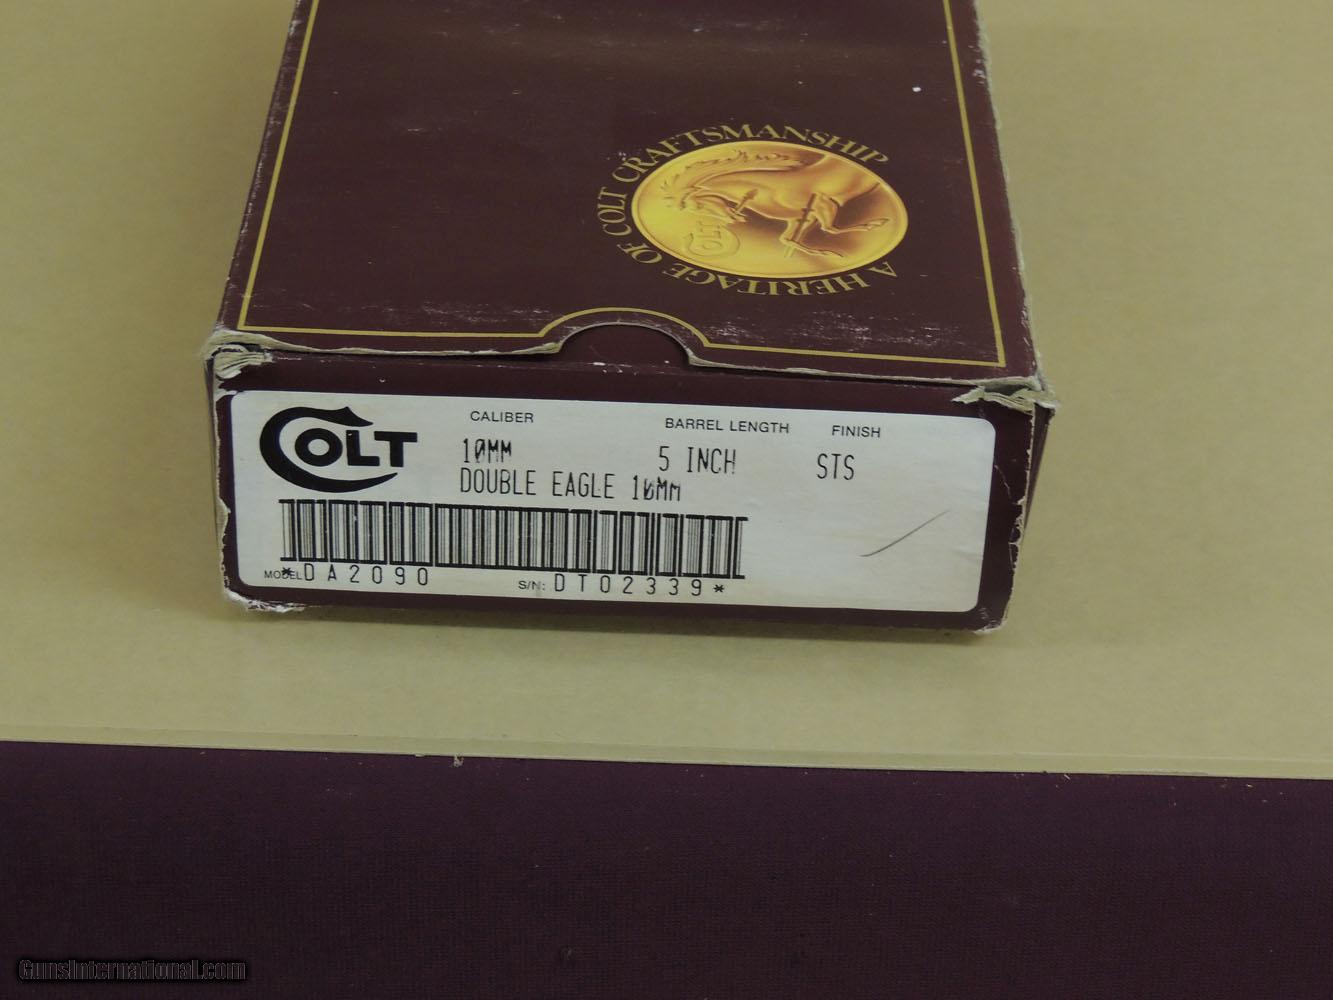 A HERITAGE OF COLT CRAFTSMANSHIP
COLT
COLT
CALIBER BARREL LENGTH FINISH
10MM 5 INCH STS
DOUBLE EAGLE 10MM
MODEL *DA2090 S/N: DT02339*
GunsInternational.com